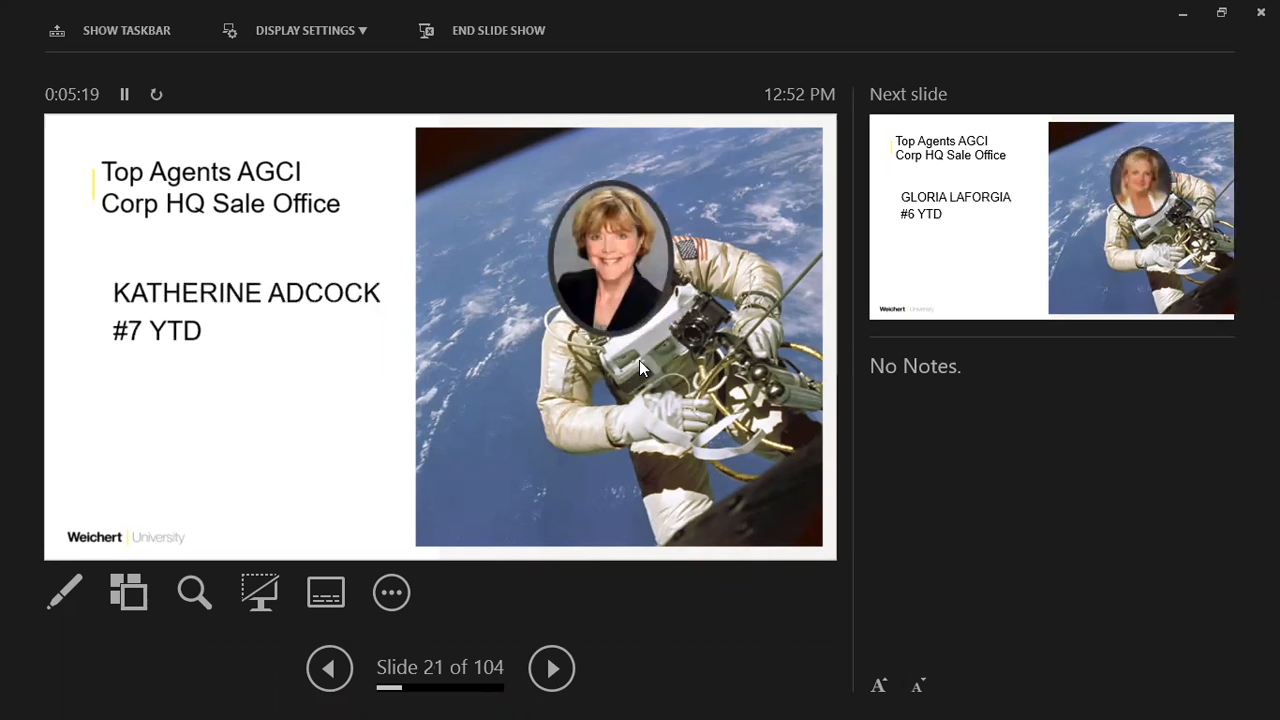 SHOW TASKBAR
DISPLAY SETTINGS
END SLIDE SHOW
0:05:19
12:52 PM
Top Agents AGCI
Corp HQ Sale Office
KATHERINE ADCOCK
#7 YTD
Weichert University
Next slide
Top Agents AGCI
Corp HQ Sale Office
GLORIA LAFORGIA
#6 YTD
Weichert University
No Notes.
Slide 21 of 104
A A